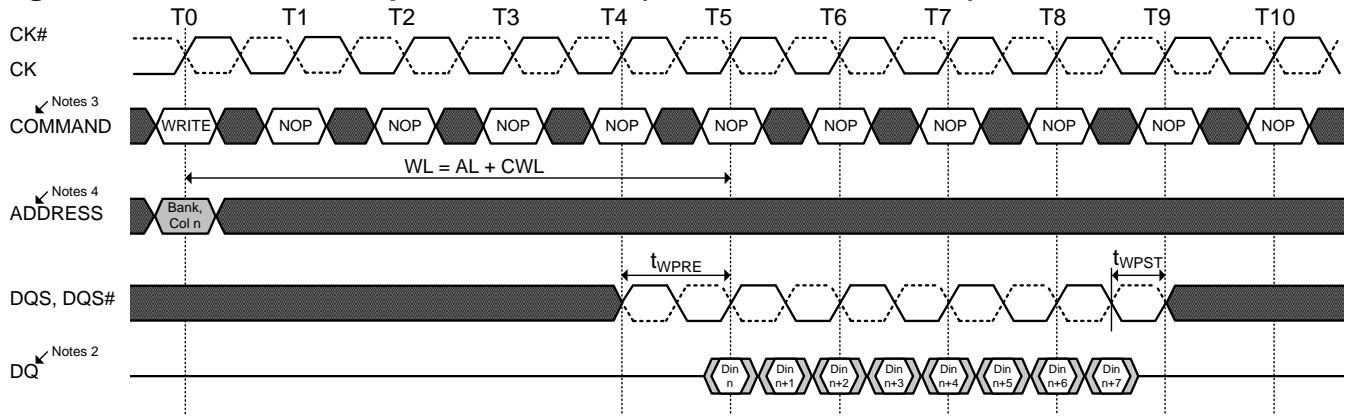 T0 T1 T2 T3 T4 T5 T6 T7 T8 T9 T10
CK#
CK
Notes 3
COMMAND WRITE NOP NOP NOP NOP NOP NOP NOP NOP NOP NOP
WL = AL + CWL
Notes 4
ADDRESS Bank,
Col n
tWPRE tWPST
DQS, DQS#
Notes 2
DQ Din Din Din Din Din Din Din Din
n n+1 n+2 n+3 n+4 n+5 n+6 n+7